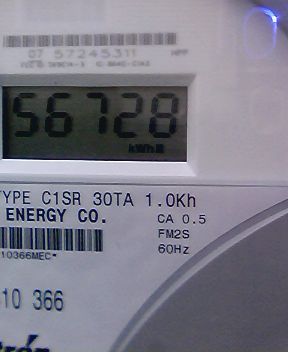 07 57245311
56728
kWh
TYPE C1SR 30TA 1.0Kh
ENERGY CO.
CA 0.5
FM2S
60Hz
10366MEC*
10 366